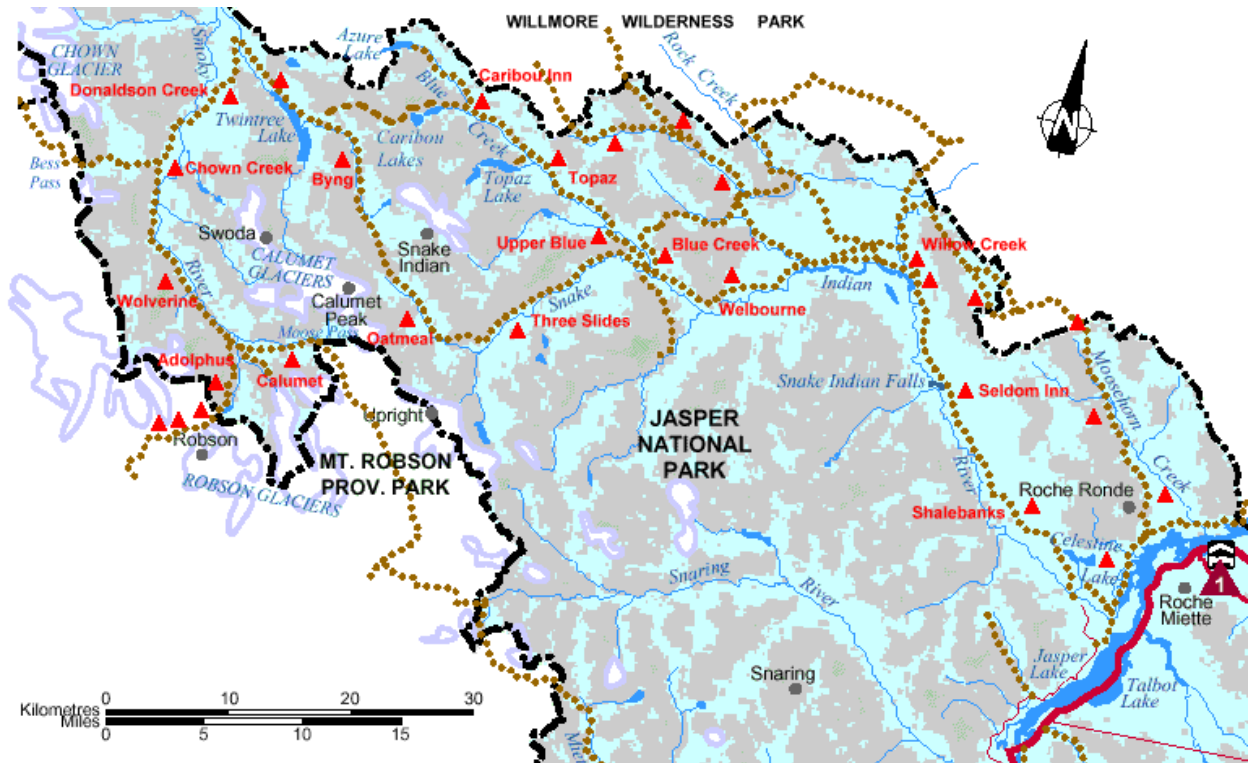 WILLMORE WILDERNESS PARK
CHOWN
GLACIER
Smoky
Azure
Lake
Rock Creek
Donaldson Creek
Blue
Caribou Inn
Twintree
Lake
Caribou
Lakes
Creek
Bess
Pass
Chown Creek
Byng
Topaz
Lake
Topaz
Swoda
Snake
Indian
Upper Blue
Blue Creek
Willow Creek
CALUMET
GLACIERS
River
Wolverine
Calumet
Peak
Snake
Indian
Welbourne
Moose Pass
Oatmeal
Three Slides
Adolphus
Calumet
Snake Indian Falls
Seldom Inn
Moosehorn
Upright
JASPER
NATIONAL
PARK
Robson
MT. ROBSON
PROV. PARK
ROBSON GLACIERS
River
Creek
Roche Ronde
Shalebanks
Celestine
Lake
Snaring
River
1
Roche
Miette
Snaring
Jasper
Lake
Talbot
Lake
0 10 20 30
Kilometres
Miles
0 5 10 15